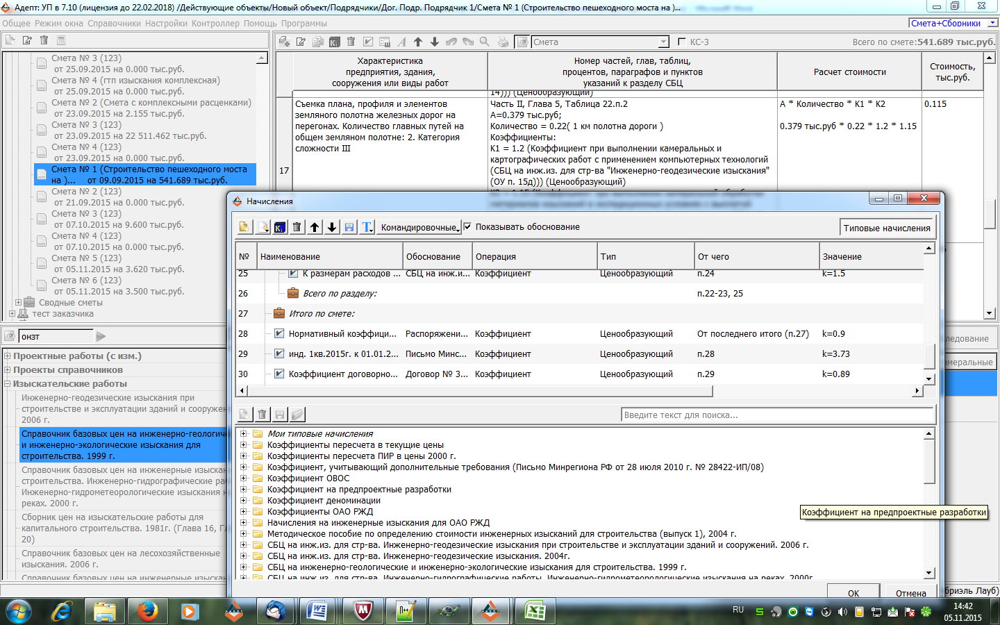 Адепт: УП в 7.10 (лицензия до 22.02.2018) /Действующие объекты/Новый объект/Подрядчики/Дог. Подр. Подрядчик 1/Смета № 1 (Строительство пешеходного моста на )...
Общее Режим окна Справочники Настройки Контроллер Помощь Программы
Смета+Сборники
Смета
КС-3
Всего по смете:541.689 тыс.руб.
Смета № 3 (123)
от 25.09.2015 на 0.000 тыс.руб.
Смета № 4 (гтп изыскания комплексная)
от 25.09.2015 на 0.000 тыс.руб.
Смета № 2 (Смета с комплексными расценками)
от 23.09.2015 на 2.155 тыс.руб.
Смета № 3 (123)
от 23.09.2015 на 22 511.462 тыс.руб.
Смета № 4 (123)
от 23.09.2015 на 0.000 тыс.руб.
Смета № 1 (Строительство пешеходного моста
на )... от 09.09.2015 на 541.689 тыс.руб.
Смета № 2 (123)
от 21.09.2015 на 0.000 тыс.руб.
Смета № 3 (123)
от 07.10.2015 на 9.600 тыс.руб.
Смета № 4 (123)
от 07.10.2015 на 0.000 тыс.руб.
Смета № 5 (123)
от 05.11.2015 на 3.620 тыс.руб.
Смета № 6 (123)
от 05.11.2015 на 3.500 тыс.руб.
Сводные сметы
тест заказчика
Характеристика
предприятия, здания,
сооружения или виды работ
Номер частей, глав, таблиц,
процентов, параграфов и пунктов
указаний к разделу СБЦ
Расчет стоимости
Стоимость,
тыс.руб.
14))) (Ценообразующий)
17
Съемка плана, профиля и элементов
земляного полотна железных дорог на
перегонах. Количество главных путей на
общем земляном полотне: 2. Категория
сложности III
Часть II, Глава 5, Таблица 22.п.2
А=0.379 тыс.руб;
Количество = 0.22( 1 км полотна дороги )
Коэффициенты:
К1 = 1.2 (Коэффициент при выполнении камеральных и
картографических работ с применением компьютерных технологий
(СБЦ на инж.из. для стр-ва "Инженерно-геодезические изыскания"
(ОУ п. 15д))) (Ценообразующий)
А * Количество * К1 * К2
0.379 тыс.руб * 0.22 * 1.2 * 1.15
0.115
онзт
Проектные работы (с изм.)
Проекты справочников
Изыскательские работы
Инженерно-геодезические изыскания при
строительстве и эксплуатации зданий и сооружен
2006 г.
Справочник базовых цен на инженерно-геологиче
и инженерно-экологические изыскания для
строительства. 1999 г.
Справочник базовых цен на инженерные изыскан
строительства. Инженерно-гидрографические раб
Инженерно-гидрометеорологические изыскания н
реках. 2000 г.
Сборник цен на изыскательские работы для
капитального строительства. 1981г. (Глава 16, Гл
20)
Справочник базовых цен на лесохозяйственные
изыскания. 2006 г.
Справочник базовых цен на инженерные изыскан
Начисления
Командировочные
Показывать обоснование
Типовые начисления
№ Наименование Обоснование Операция Тип От чего Значение
25 К размерам расходов ... СБЦ на инж.и... Коэффициент Ценообразующий п.24 k=1.5
26 Всего по разделу: п.22-23, 25
27 Итого по смете:
28 Нормативный коэффици... Распоряжени... Коэффициент Ценообразующий От последнего итого (п.27) k=0.9
29 инд. 1кв.2015г. к 01.01.2... Письмо Минс... Коэффициент Ценообразующий п.28 k=3.73
30 Коэффициент договорно... Договор № 3... Коэффициент Ценообразующий п.29 k=0.89
Введите текст для поиска...
Мои типовые начисления
Коэффициенты пересчета в текущие цены
Коэффициенты пересчета ПИР в цены 2000 г.
Коэффициент, учитывающий дополнительные требования (Письмо Минрегиона РФ от 28 июля 2010 г. № 28422-ИП/08)
Коэффициент ОВОС
Коэффициент на предпроектные разработки
Коэффициент деноминации
Коэффициенты ОАО РЖД
Начисления на инженерные изыскания для ОАО РЖД
Методическое пособие по определению стоимости инженерных изысканий для строительства (выпуск 1), 2004 г.
СБЦ на инж.из. для стр-ва. Инженерно-геодезические изыскания при строительстве и эксплуатации зданий и сооружений. 2006 г.
СБЦ на инж.из. для стр-ва. Инженерно-геодезические изыскания. 2004г.
СБЦ на инженерно-геологические и инженерно-экологические изыскания для строительства. 1999 г.
СБЦ на инж.из. для стр-ва. Инженерно-гидрографические работы. Инженерно-гидрометеорологические изыскания на реках. 2000г
Коэффициент на предпроектные разработки
OK
Отмена
ледование
амеральные
бриэль Лауб)
RU
14:42
05.11.2015